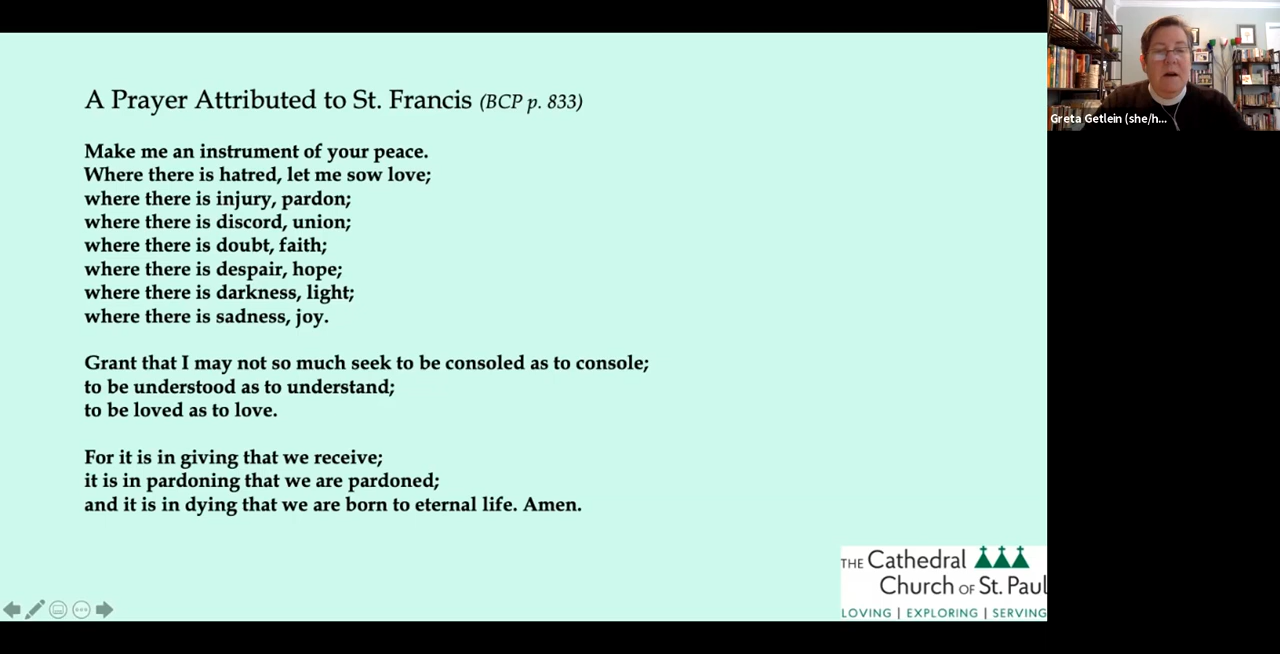 A Prayer Attributed to St. Francis (BCP p. 833)
Make me an instrument of your peace.
Where there is hatred, let me sow love;
where there is injury, pardon;
where there is discord, union;
where there is doubt, faith;
where there is despair, hope;
where there is darkness, light;
where there is sadness, joy.
Grant that I may not so much seek to be consoled as to console;
to be understood as to understand;
to be loved as to love.
For it is in giving that we receive;
it is in pardoning that we are pardoned;
and it is in dying that we are born to eternal life. Amen.
THE Cathedral
Church OF St. Paul
LOVING | EXPLORING | SERVING
Greta Getlein (she/h...